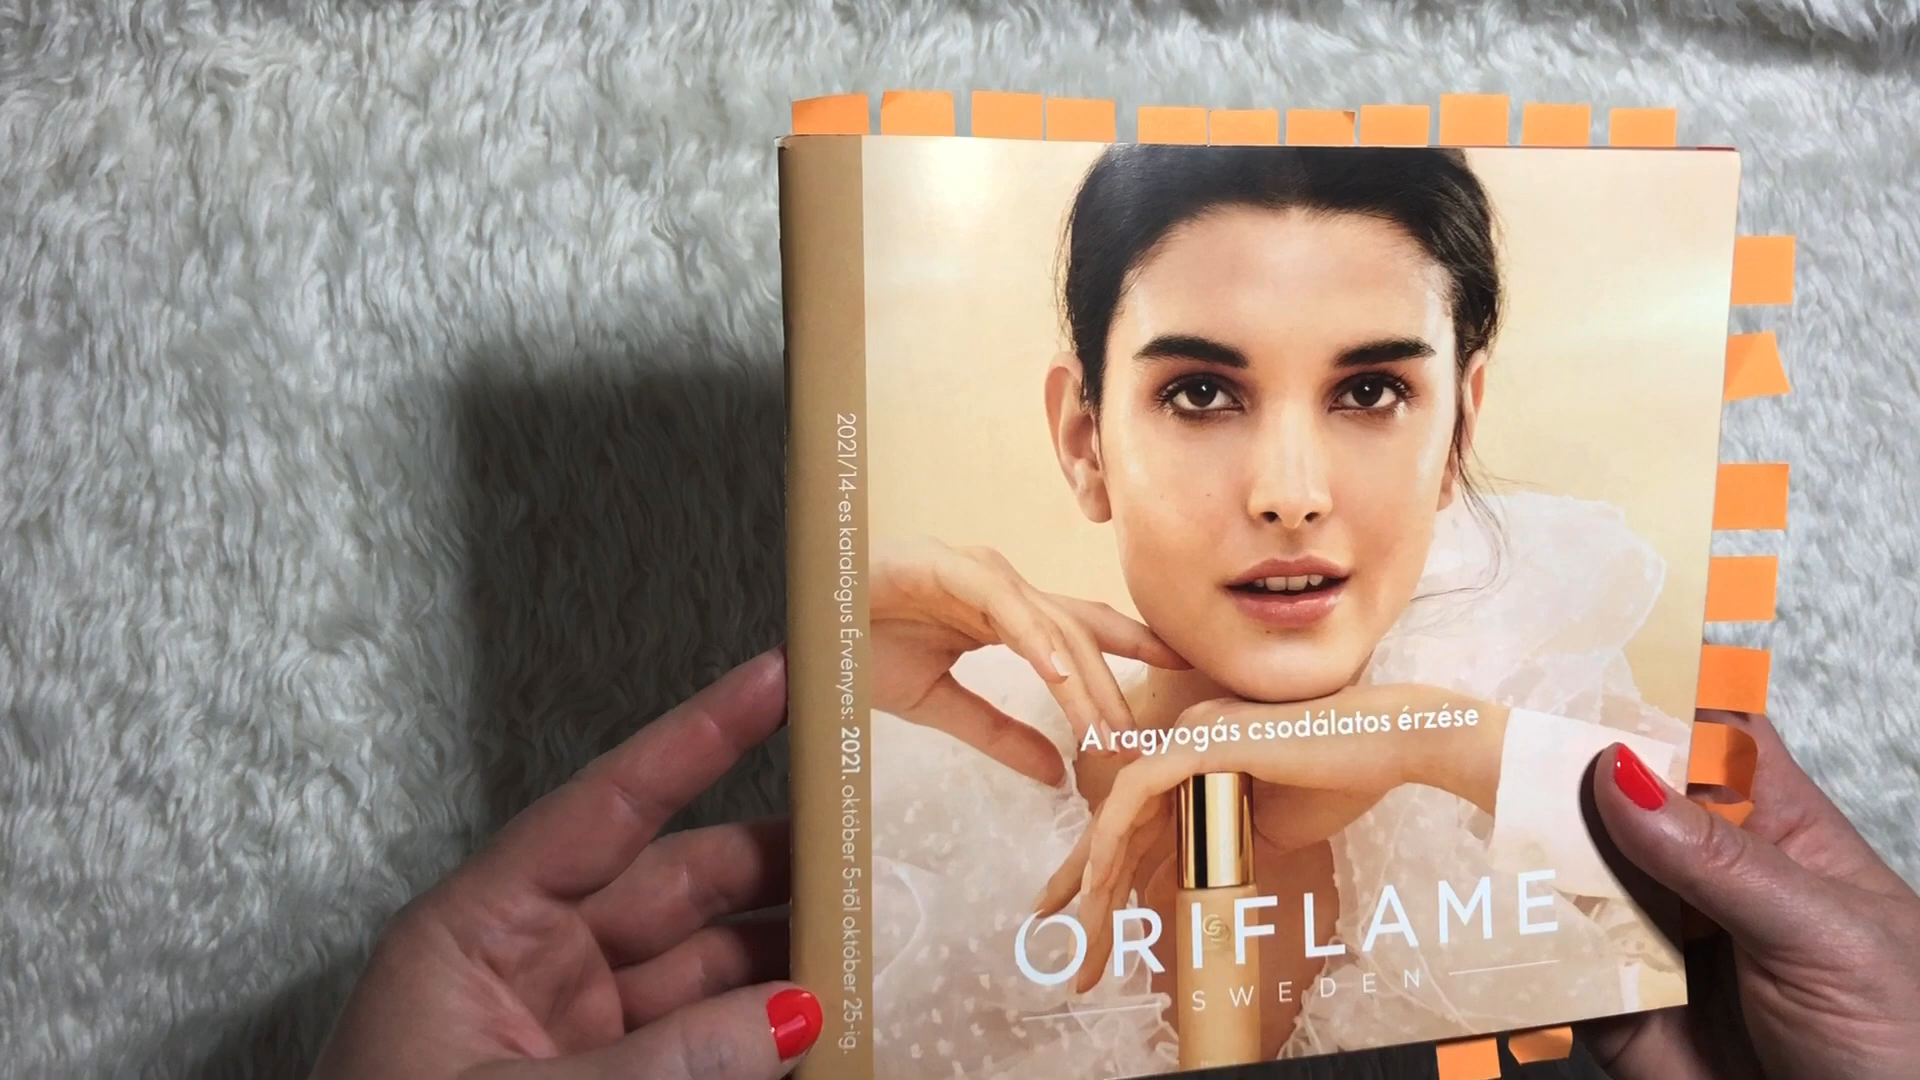 2021/14-es katalógus Érvényes: 2021. október 5-től október 25-ig.
A ragyogás csodálatos érzése
ORIFLAME
SWEDEN